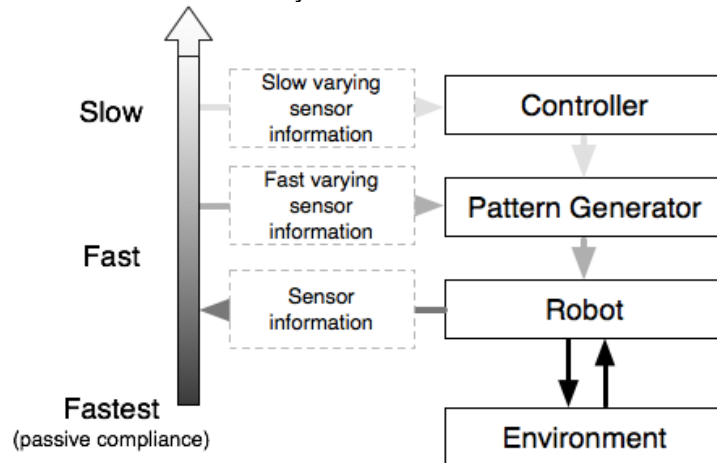 Slow
Slow varying
sensor
information
Controller
Fast varying
sensor
information
Pattern Generator
Fast
Sensor
information
Robot
Fastest
(passive compliance)
Environment